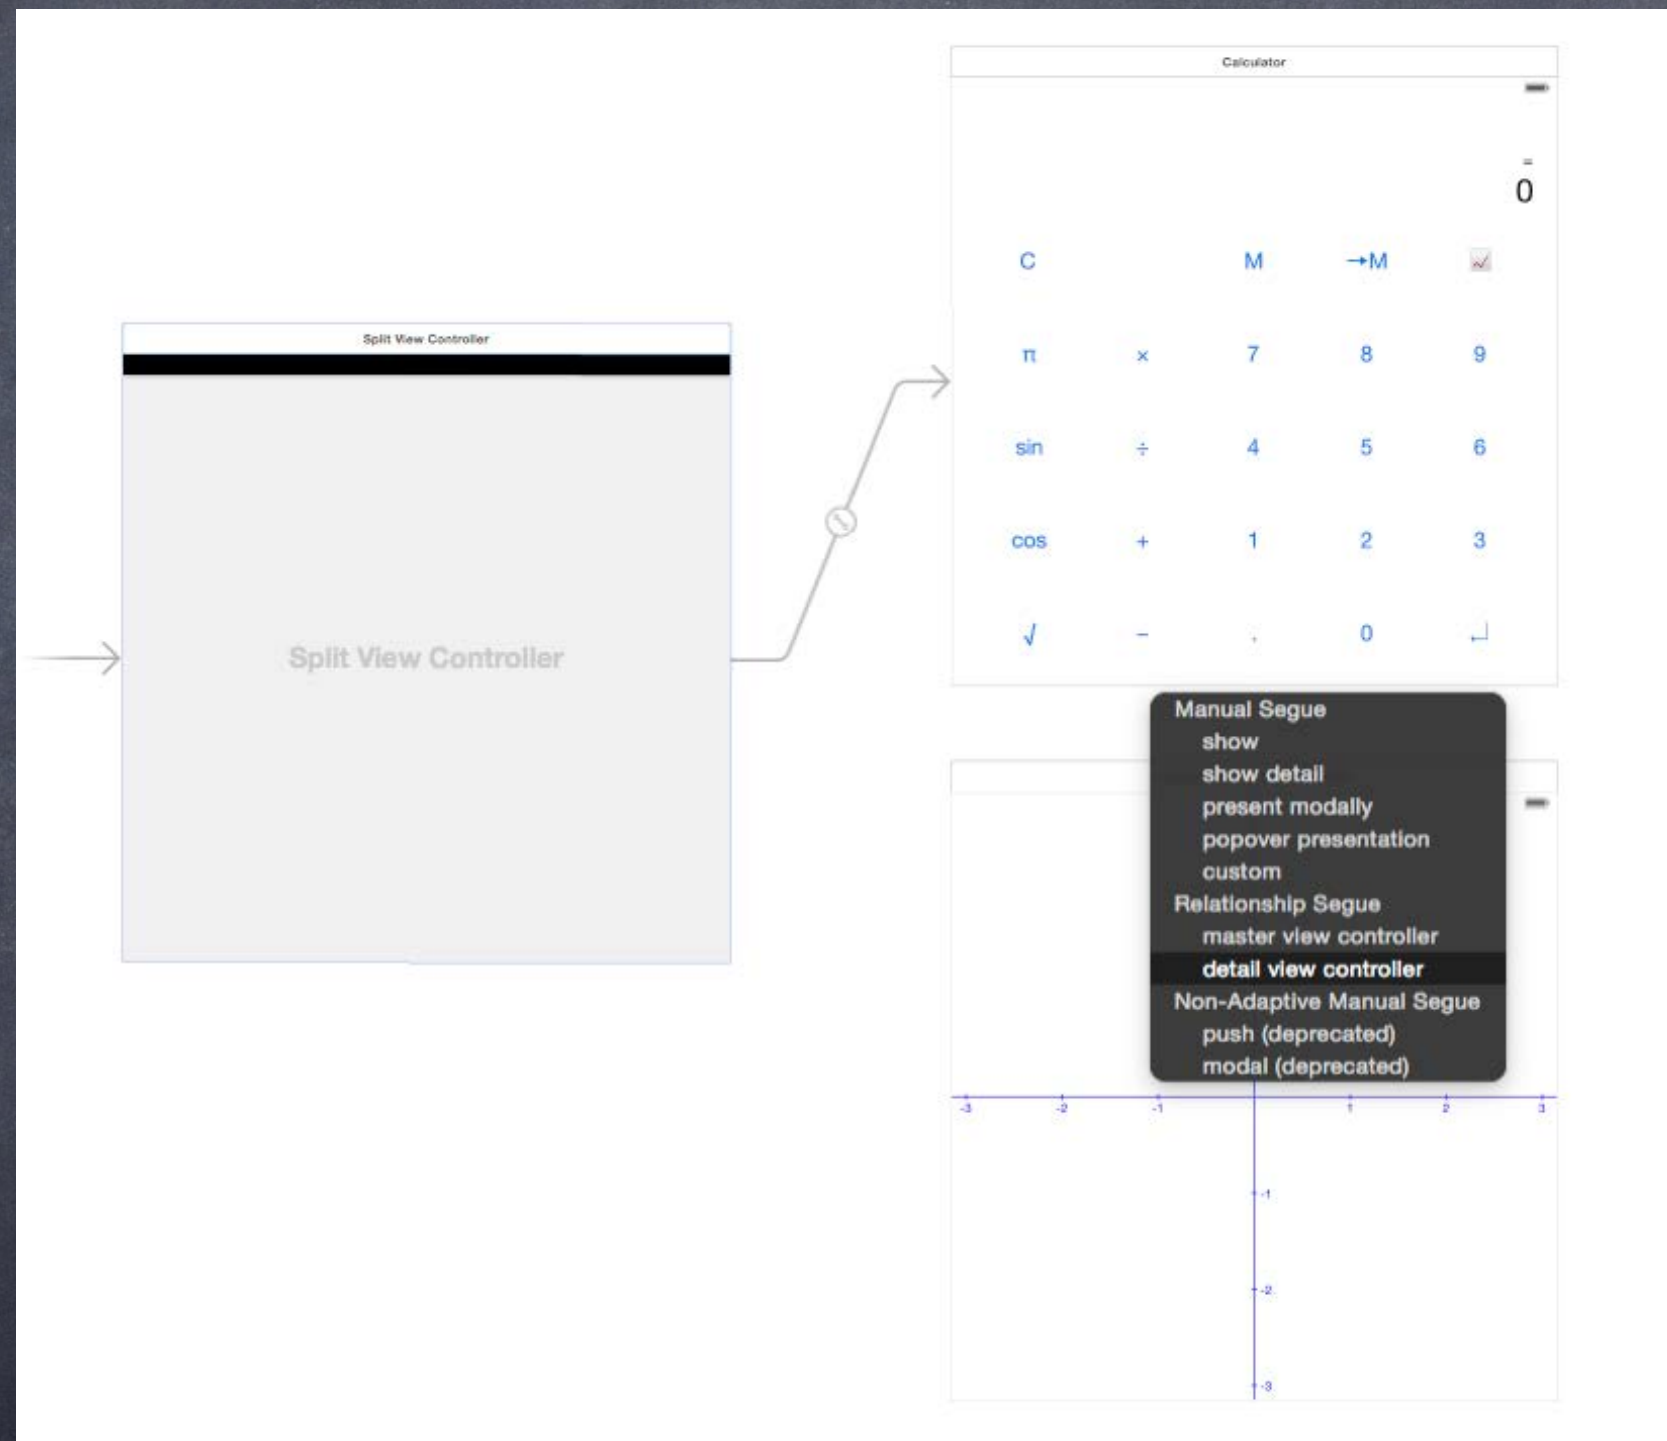 Calculator
=
0
C M →M 📈
π × 7 8 9
sin ÷ 4 5 6
cos + 1 2 3
√ − . 0 ↵
Split View Controller
Split View Controller
Manual Segue
show
show detail
present modally
popover presentation
custom
Relationship Segue
master view controller
detail view controller
Non-Adaptive Manual Segue
push (deprecated)
modal (deprecated)
-3 -2 -1 1 2 3
-1
-2
-3